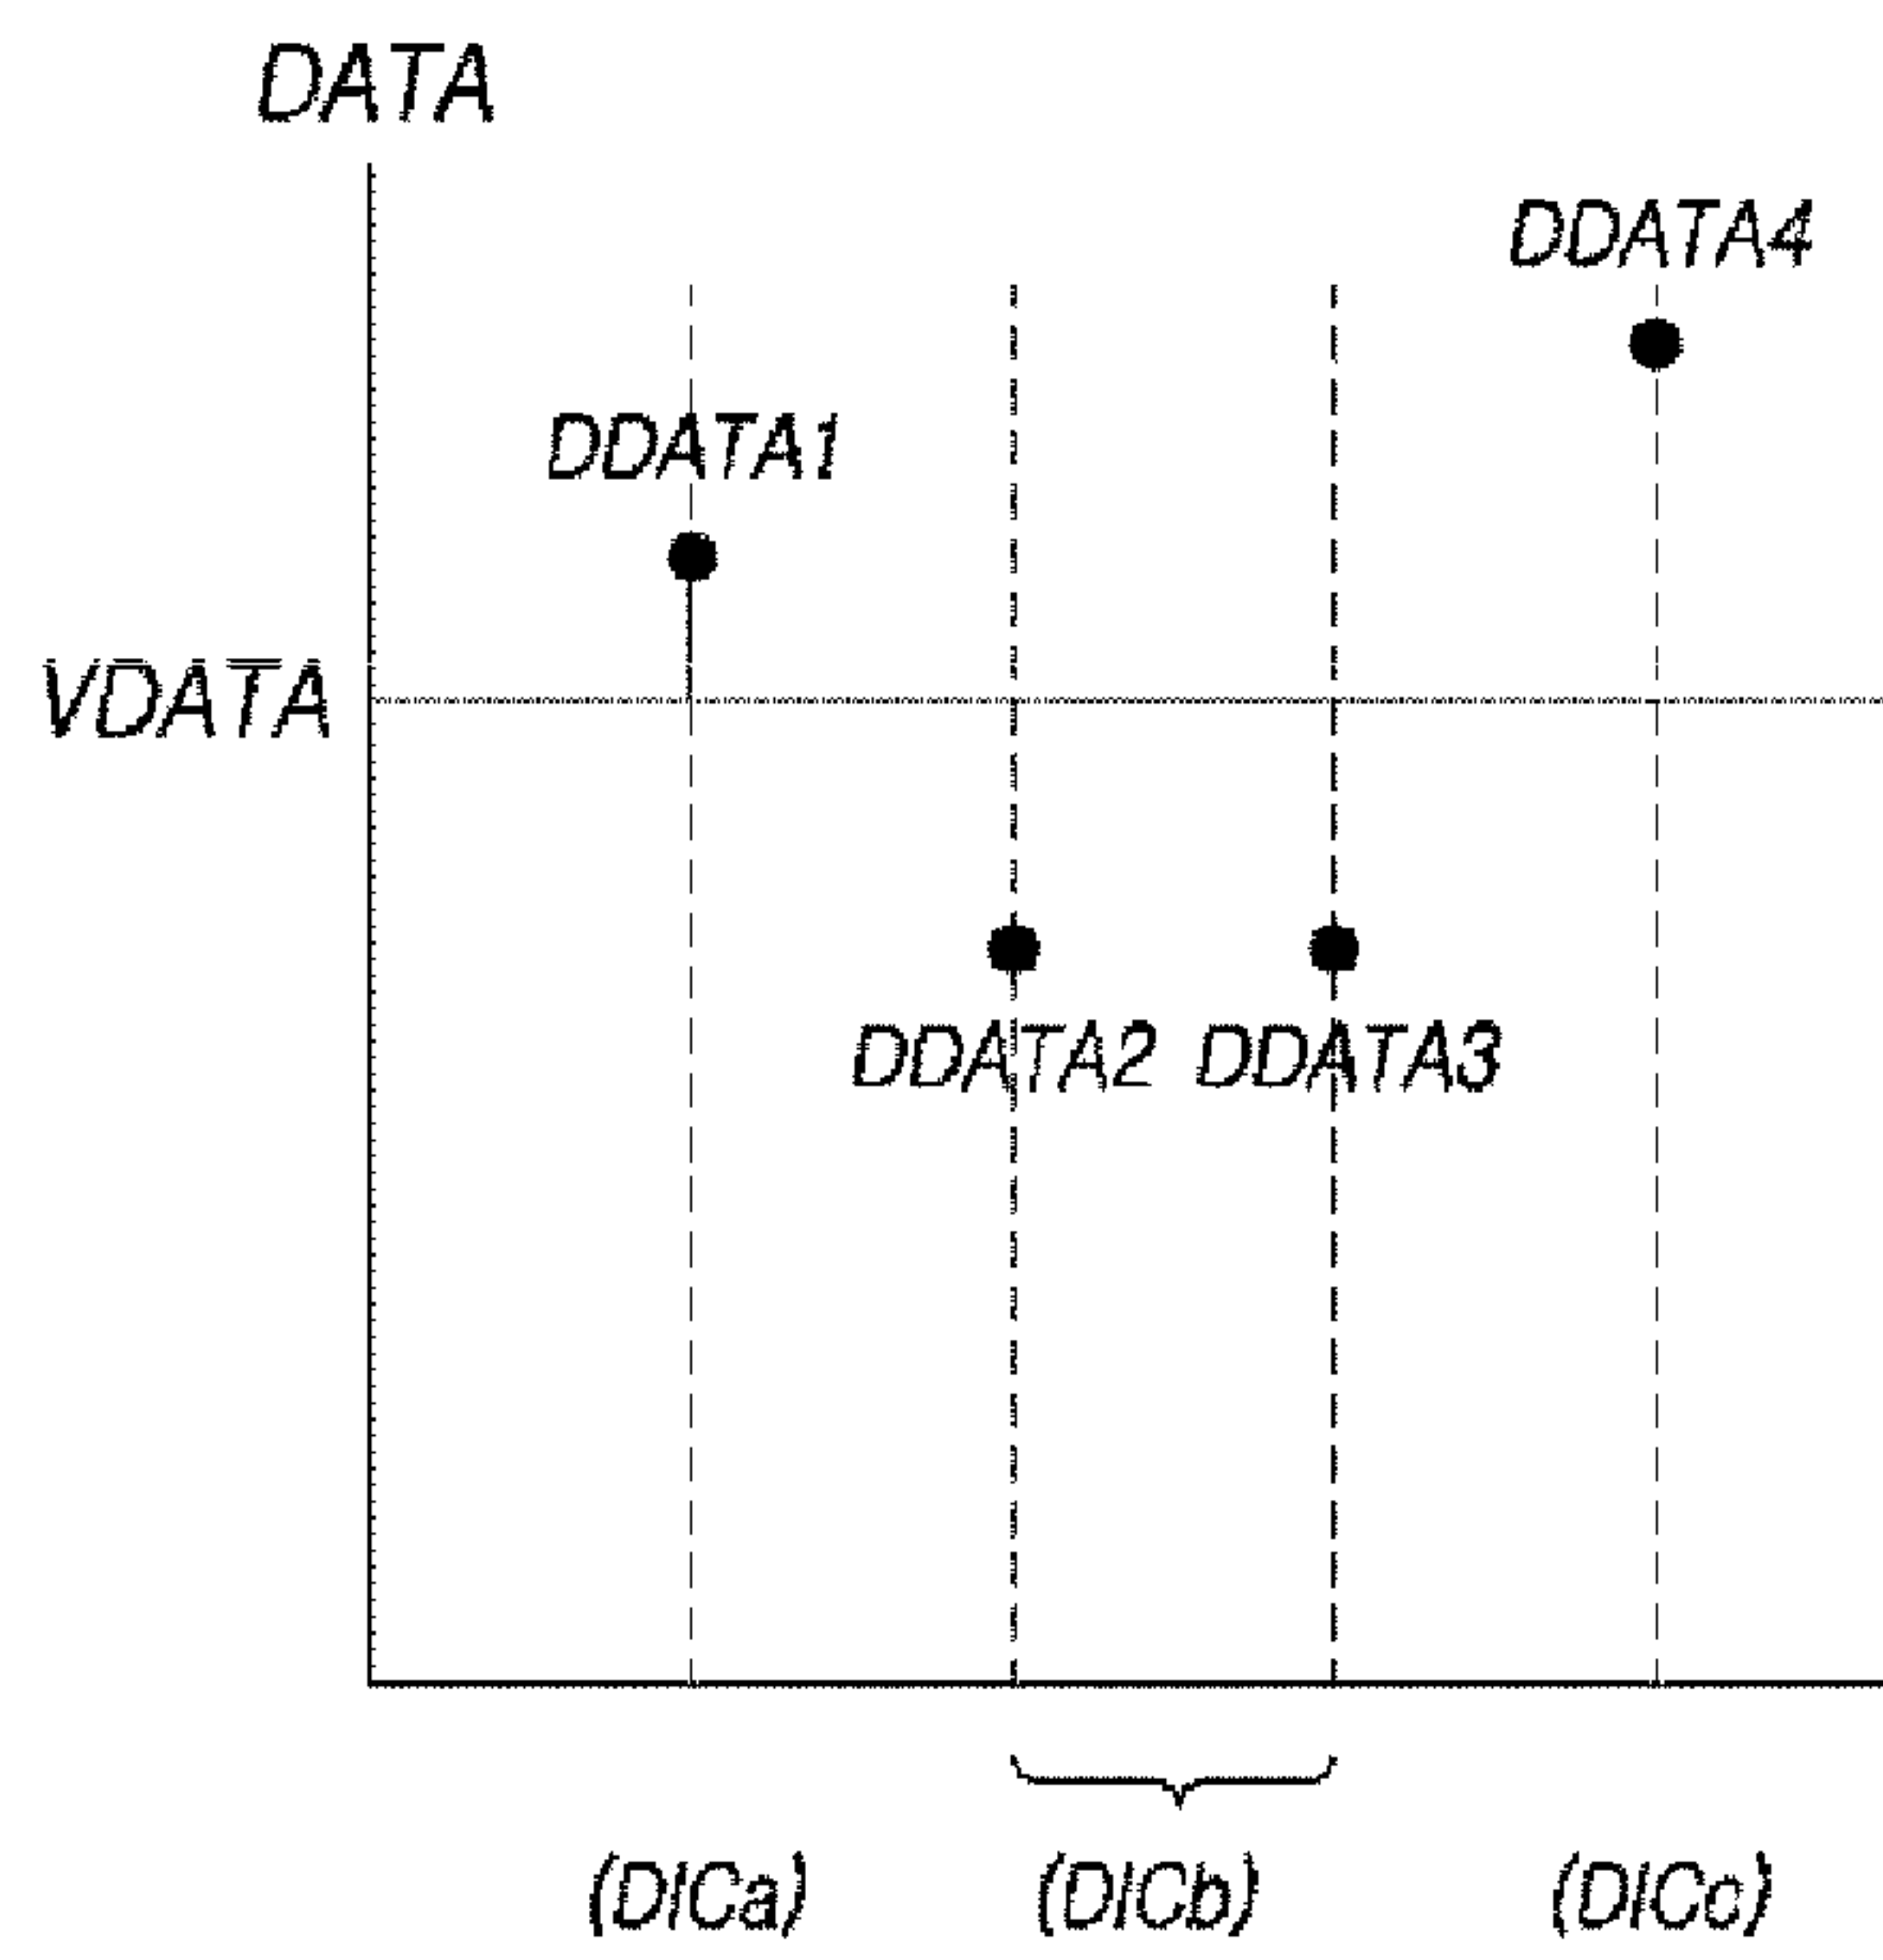 DATA
DDATA4
DDATA1
VDATA
DDATA2 DDATA3
(DICa) (DICb) (DICc)